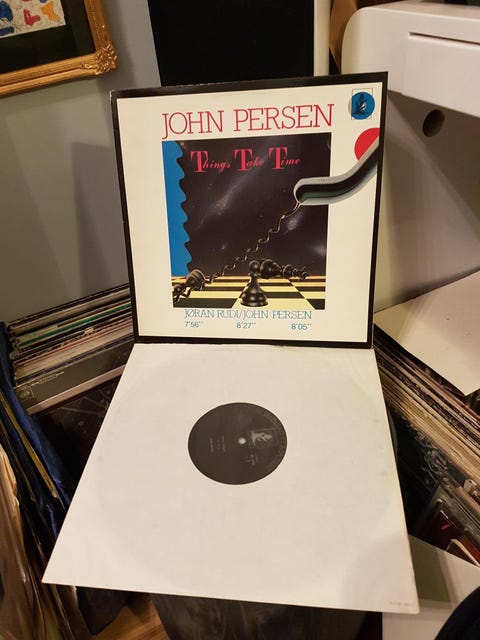 JOHN PERSEN
Things Take Time
JØRAN RUDI/JOHN PERSEN
7'56" 8'27" 8'05"